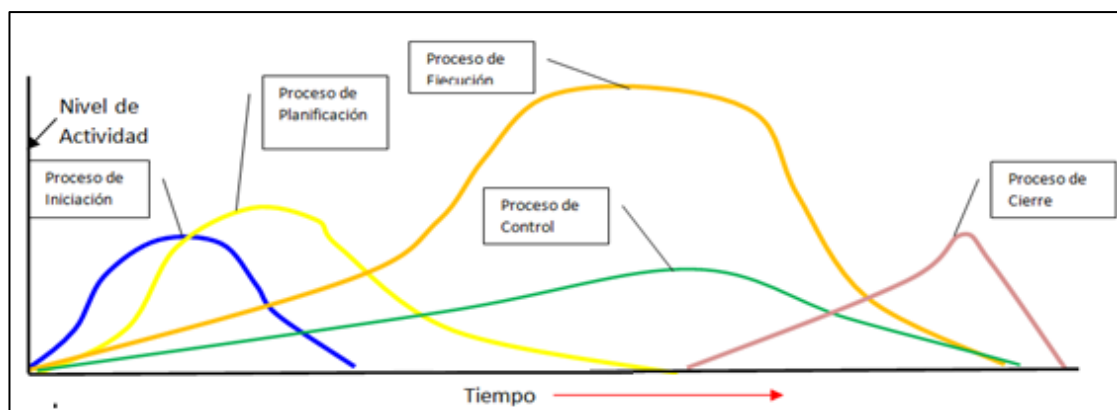 Proceso de
Ejecución
Proceso de
Planificación
Nivel de
Actividad
Proceso de
Iniciación
Proceso de
Control
Proceso de
Cierre
Tiempo